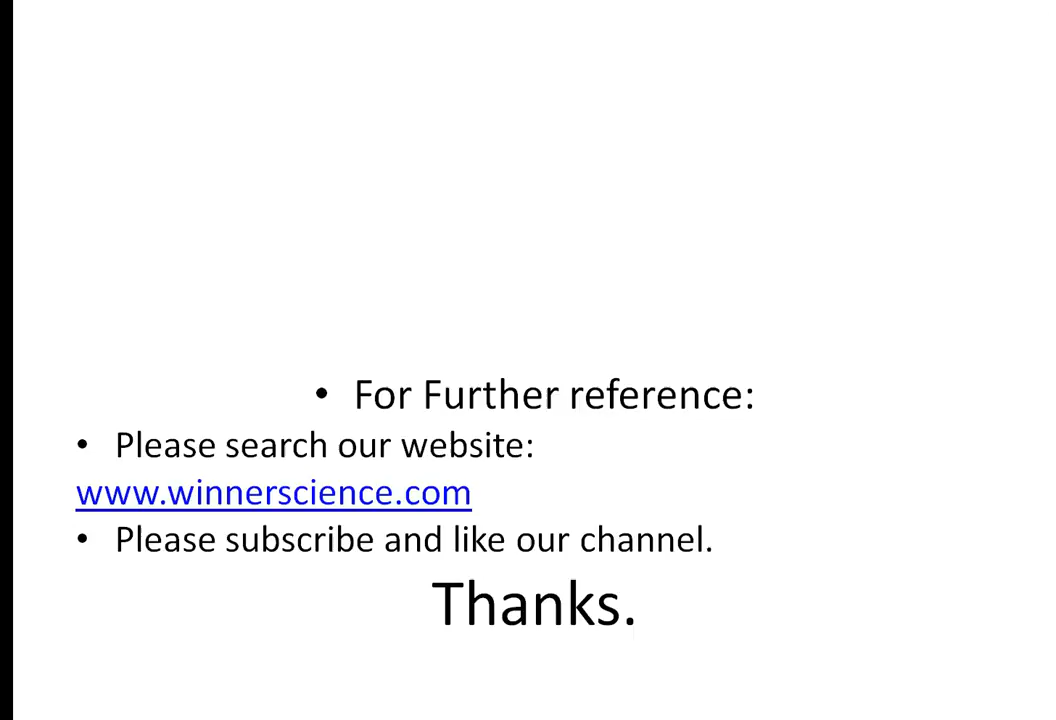 • For Further reference:
• Please search our website:
www.winnerscience.com
• Please subscribe and like our channel.
Thanks.